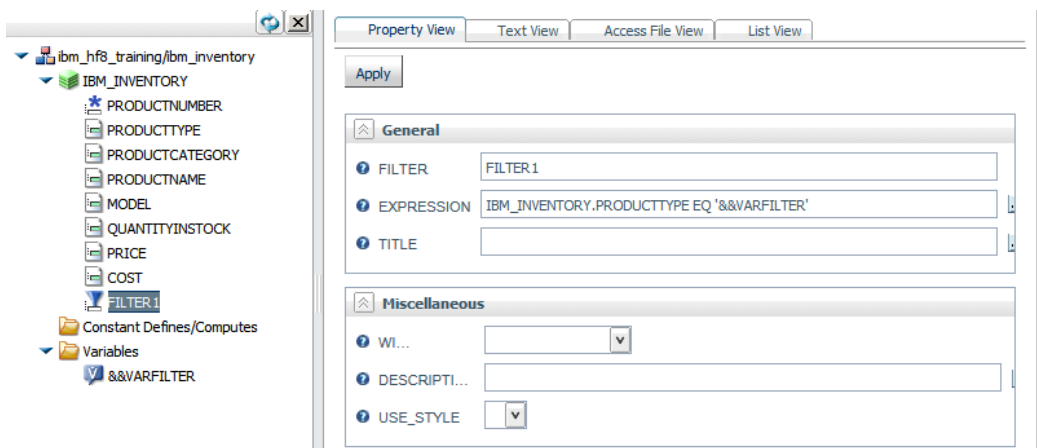 ibm_hf8_training/ibm_inventory
IBM_INVENTORY
PRODUCTNUMBER
PRODUCTTYPE
PRODUCTCATEGORY
PRODUCTNAME
MODEL
QUANTITYINSTOCK
PRICE
COST
FILTER1
Constant Defines/Computes
Variables
&&VARFILTER
Property View Text View Access File View List View
Apply
General
FILTER FILTER1
EXPRESSION IBM_INVENTORY.PRODUCTTYPE EQ '&&VARFILTER'
TITLE
Miscellaneous
WI...
DESCRIPTI...
USE_STYLE